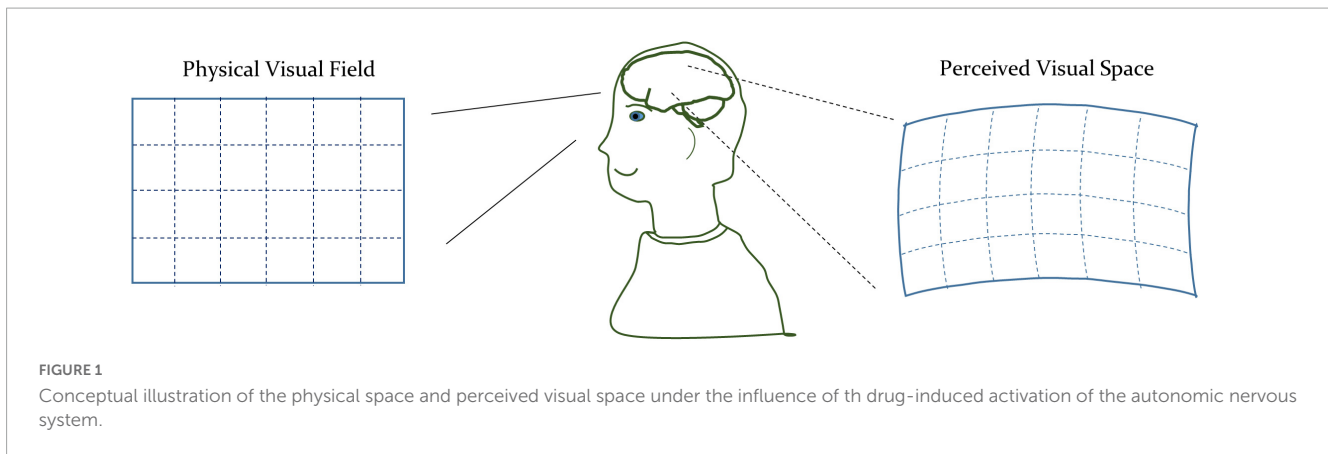 Physical Visual Field
Perceived Visual Space
FIGURE 1
Conceptual illustration of the physical space and perceived visual space under the influence of th drug-induced activation of the autonomic nervous
system.